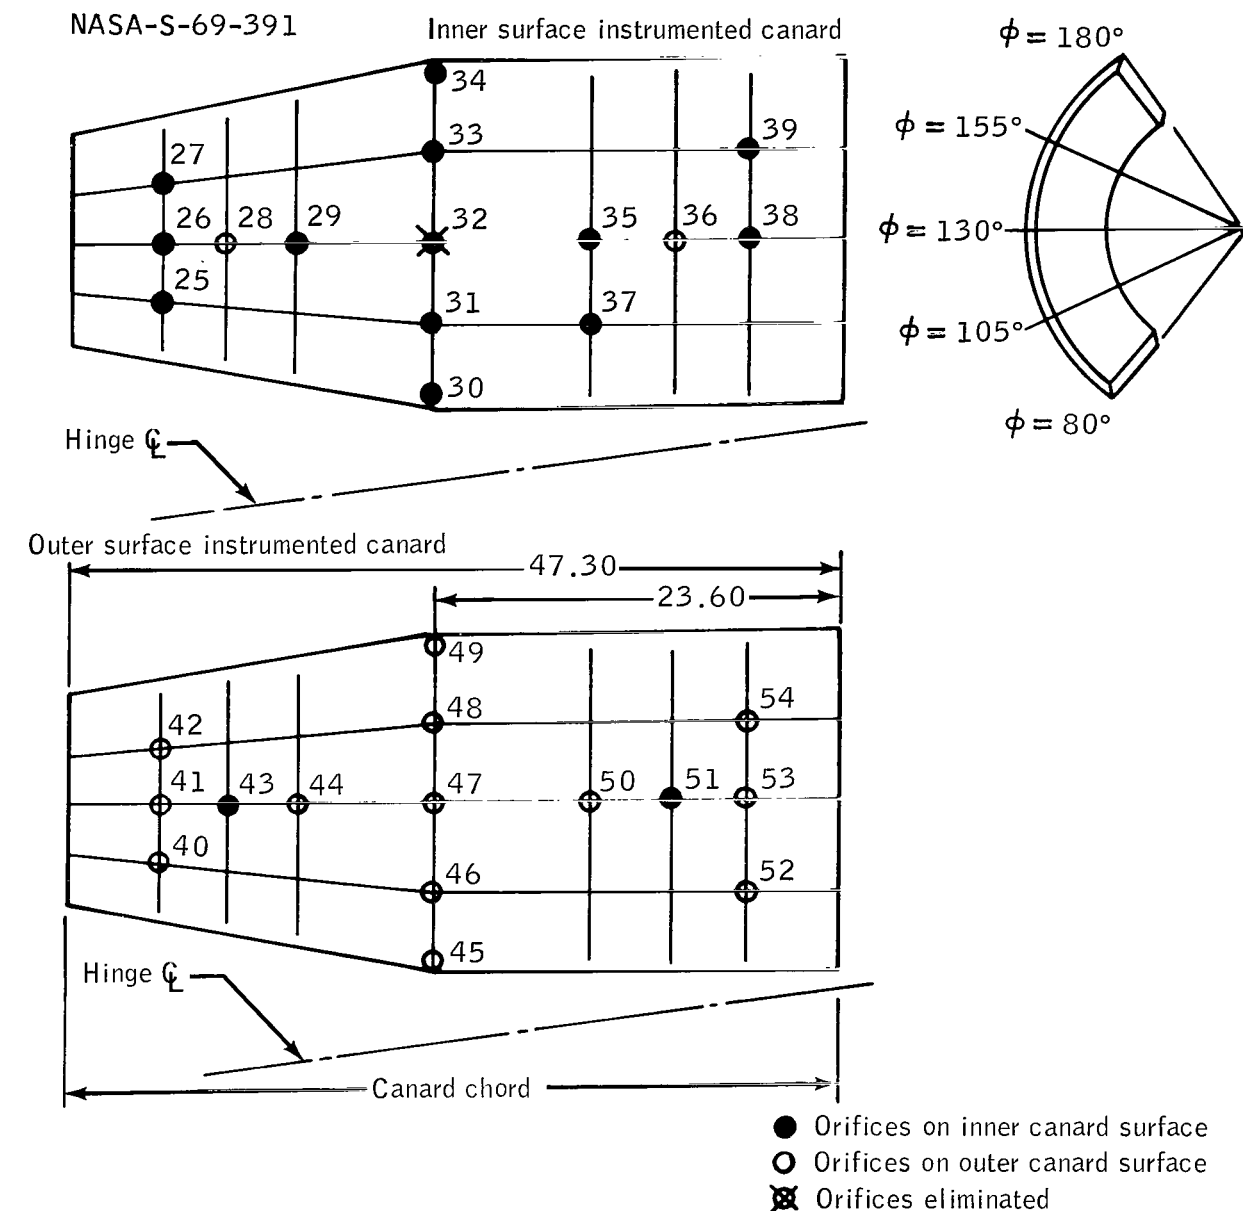 NASA-S-69-391
Inner surface instrumented canard
34
33
39
27
26
28
29
32
35
36
38
25
31
37
30
ϕ = 180°
ϕ = 155°
ϕ = 130°
ϕ = 105°
ϕ = 80°
Hinge ℄
Outer surface instrumented canard
47.30
23.60
49
48
54
42
41
43
44
47
50
51
53
40
46
52
45
Hinge ℄
Canard chord
Orifices on inner canard surface
Orifices on outer canard surface
Orifices eliminated